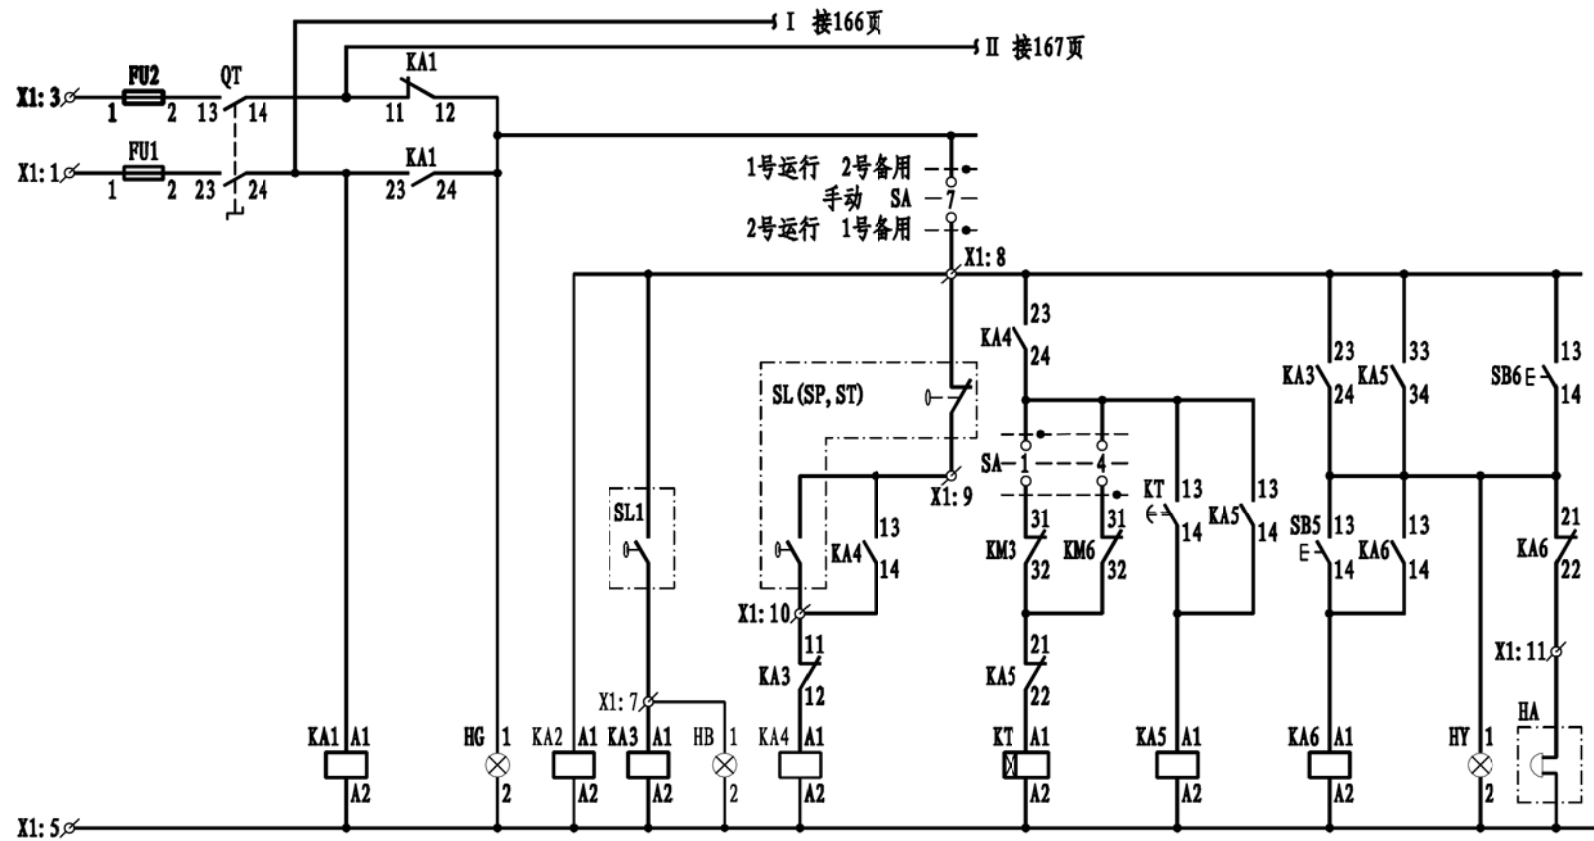 I 接166页
II 接167页
KA1
FU2 QT
X1: 3 1 2 13 14 11 12
FU1 KA1
X1: 1 1 2 23 24 23 24
1号运行 2号备用
手动 SA 7
2号运行 1号备用
X1: 8
23
KA4
24
SL(SP,ST)
23 33 13
KA3 KA5 SB6
24 34 14
SA 1 4
X1: 9
SL1
KT 13 KA5 13
14 14
13
KA4
14
31 31
KM3 KM6
32 32
SB5 13 KA6 13
14 14
21
KA6
22
X1: 10
11
KA3
12
21
KA5
22
X1: 11
X1: 7
HA
KA1 A1 HG 1 KA2 A1 KA3 A1 HB 1 KA4 A1 KT A1 KA5 A1 KA6 A1 HY 1
A2 2 A2 A2 2 A2 A2 A2 A2 2
X1: 5